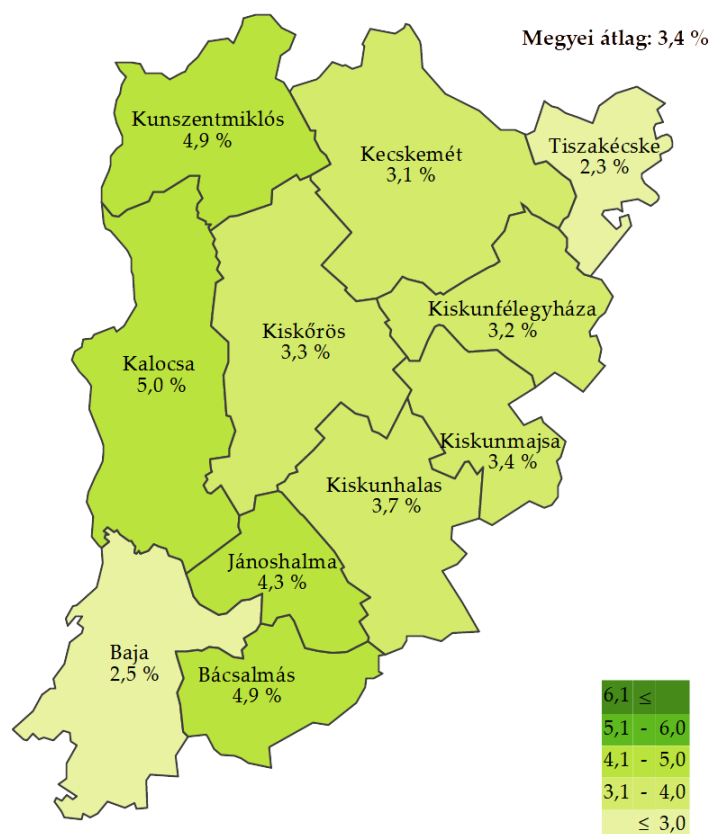 Megyei átlag: 3,4 %
Kunszentmiklós
4,9 %
Kecskemét
3,1 %
Tiszakécske
2,3 %
Kiskunfélegyháza
3,2 %
Kiskőrös
3,3 %
Kalocsa
5,0 %
Kiskunmajsa
3,4 %
Kiskunhalas
3,7 %
Jánoshalma
4,3 %
Baja
2,5 %
Bácsalmás
4,9 %
6,1 ≤
5,1 - 6,0
4,1 - 5,0
3,1 - 4,0
≤ 3,0